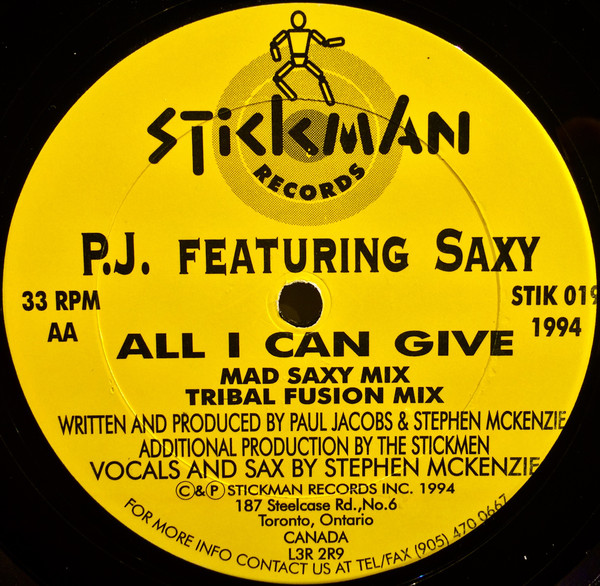 STICKMAN
RECORDS
P.J. FEATURING SAXY
33 RPM
AA
STIK 019
1994
ALL I CAN GIVE
MAD SAXY MIX
TRIBAL FUSION MIX
WRITTEN AND PRODUCED BY PAUL JACOBS & STEPHEN MCKENZIE
ADDITIONAL PRODUCTION BY THE STICKMEN
VOCALS AND SAX BY STEPHEN MCKENZIE
©&℗ STICKMAN RECORDS INC. 1994
187 Steelcase Rd.,No.6
Toronto, Ontario
CANADA
L3R 2R9
FOR MORE INFO CONTACT US AT TEL/FAX (905) 470 0667